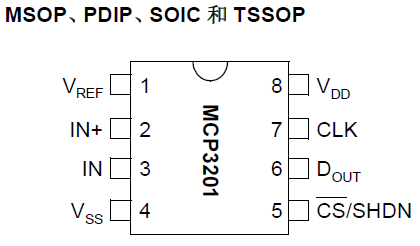 MSOP、PDIP、SOIC 和 TSSOP
VREF 1 8 VDD
IN+ 2 7 CLK
IN 3 6 DOUT
VSS 4 5 CS/SHDN
MCP3201